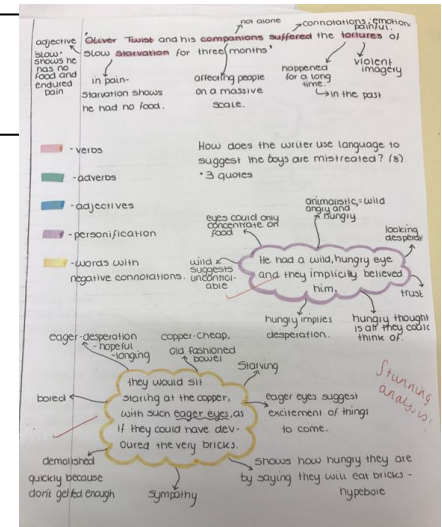 not alone
connotations: emotion
painful.
adjective
'Oliver Twist and his companions suffered the tortures of
slow starvation for three months'
slow-
shows he
has no
food and
endured
pain
in pain-
starvation shows
he had no food.
affecting people
on a massive
scale.
happened
for a long
time.
in the past
violent
imagery
- verbs
- adverbs
- adjectives
- personification
- words with
negative connotations.
How does the writer use language to
suggest the boys are mistreated? (8)
• 3 quotes
eyes could only
concentrate on
food
animalistic = wild
angry and
hungry
looking
wild
suggests
uncontrol-
able
He had a wild, hungry eye
and they implicitly believed
him.
trust
hungry implies
desperation.
hungry thought
is all they could
think of.
eager-desperation
- hopeful
- longing
copper-cheap,
old fashioned
bowel
starving
bored
they would sit
staring at the copper,
with such eager eyes, as
if they could have dev-
oured the very bricks.
eager eyes suggest
excitement of things
to come.
Stunning
analysis!
demolished
quickly because
don't get fed enough
sympathy
shows how hungry they are
by saying they will eat bricks -
hypebole